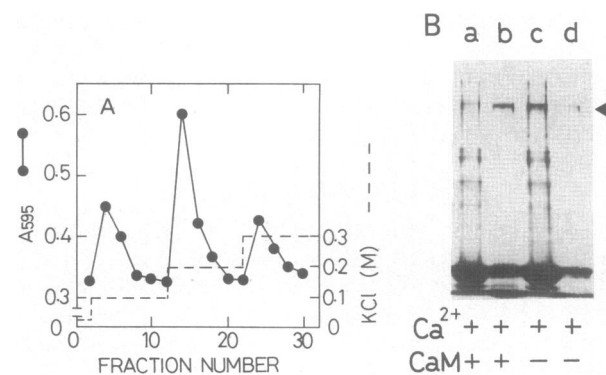 A
B
a b c d
0·6
0·5
0·4
0·3
0
A595
0·3
0·2
0·1
0
KCl (M)
0 10 20 30
FRACTION NUMBER
Ca2+ + + + +
CaM + + − −